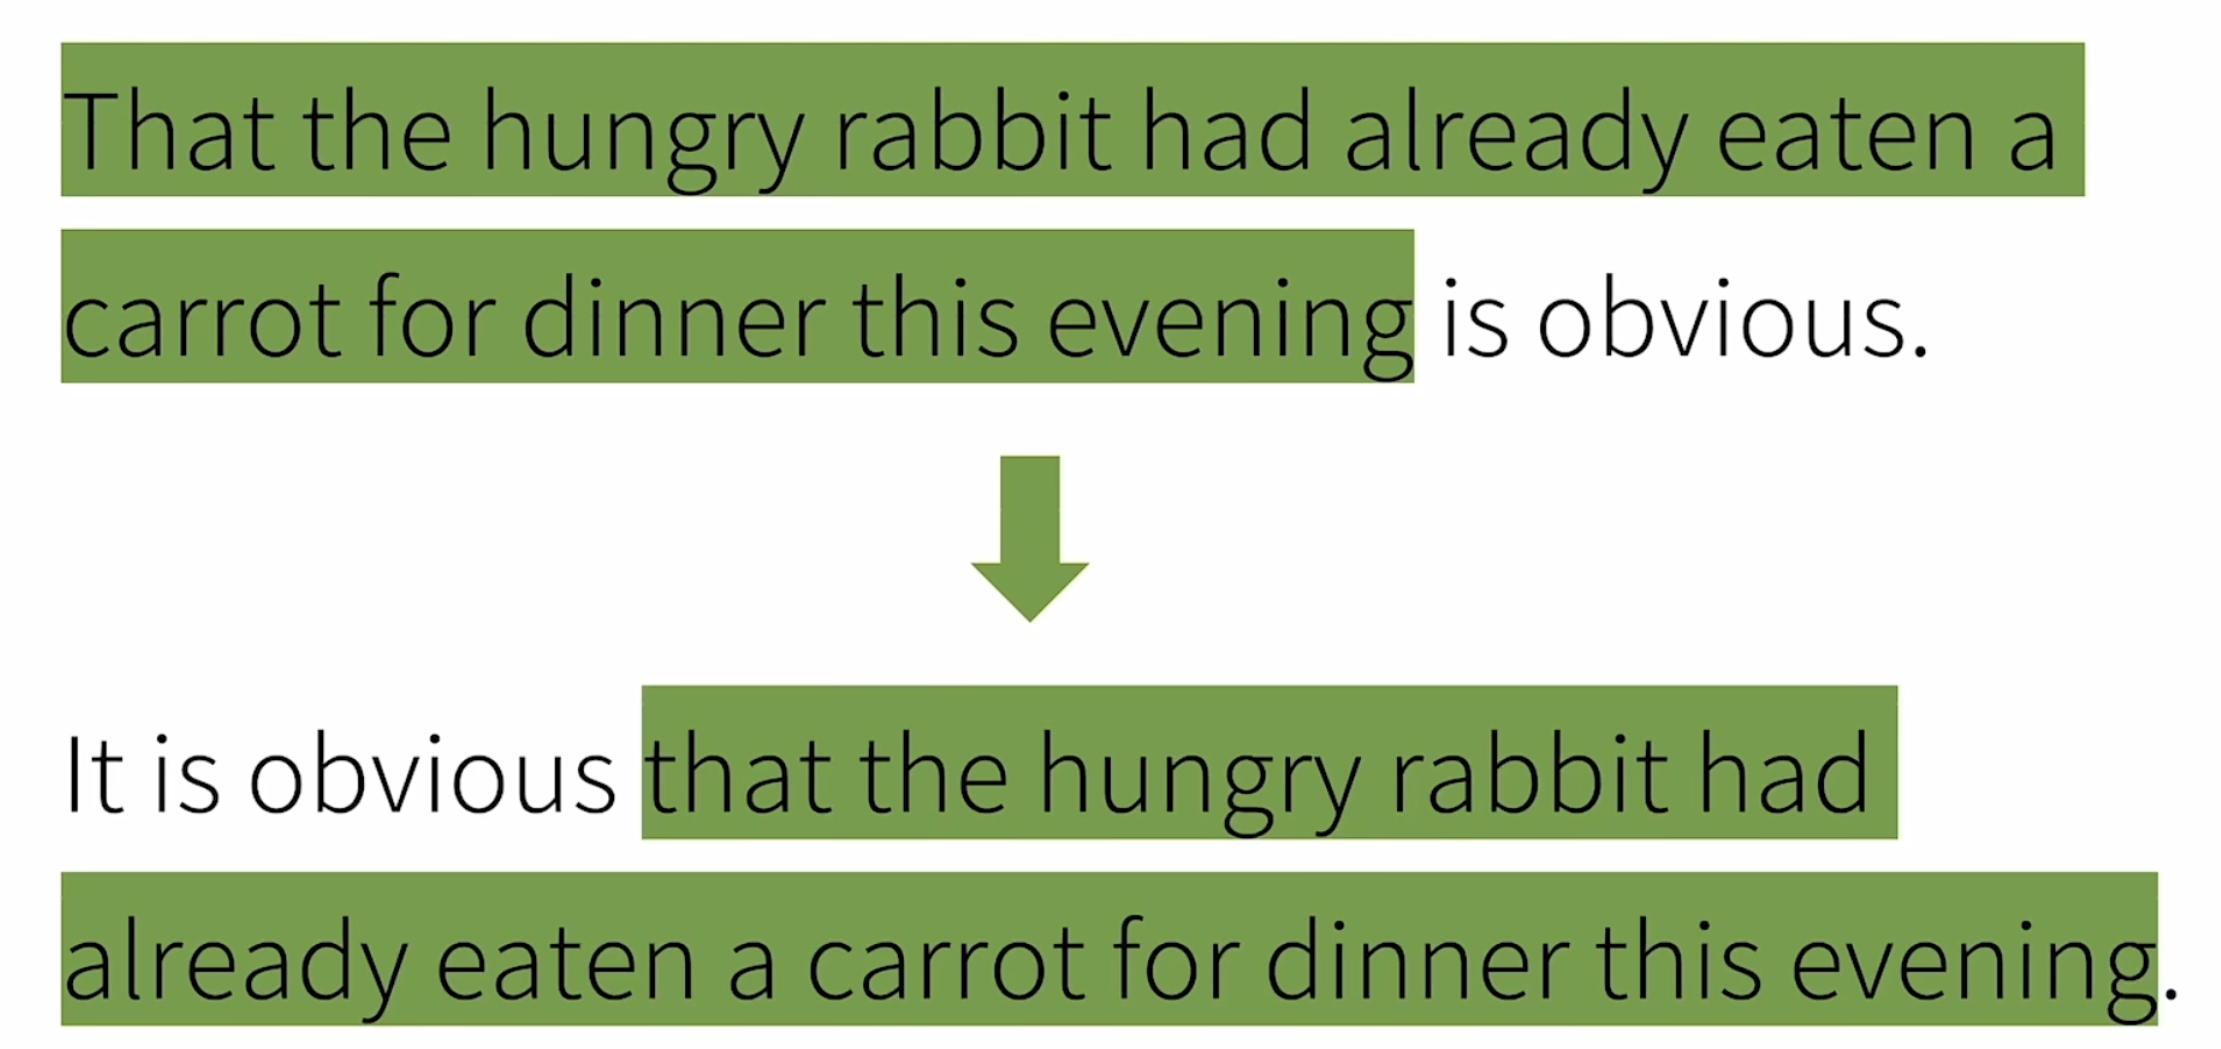 That the hungry rabbit had already eaten a
carrot for dinner this evening is obvious.
It is obvious that the hungry rabbit had
already eaten a carrot for dinner this evening.